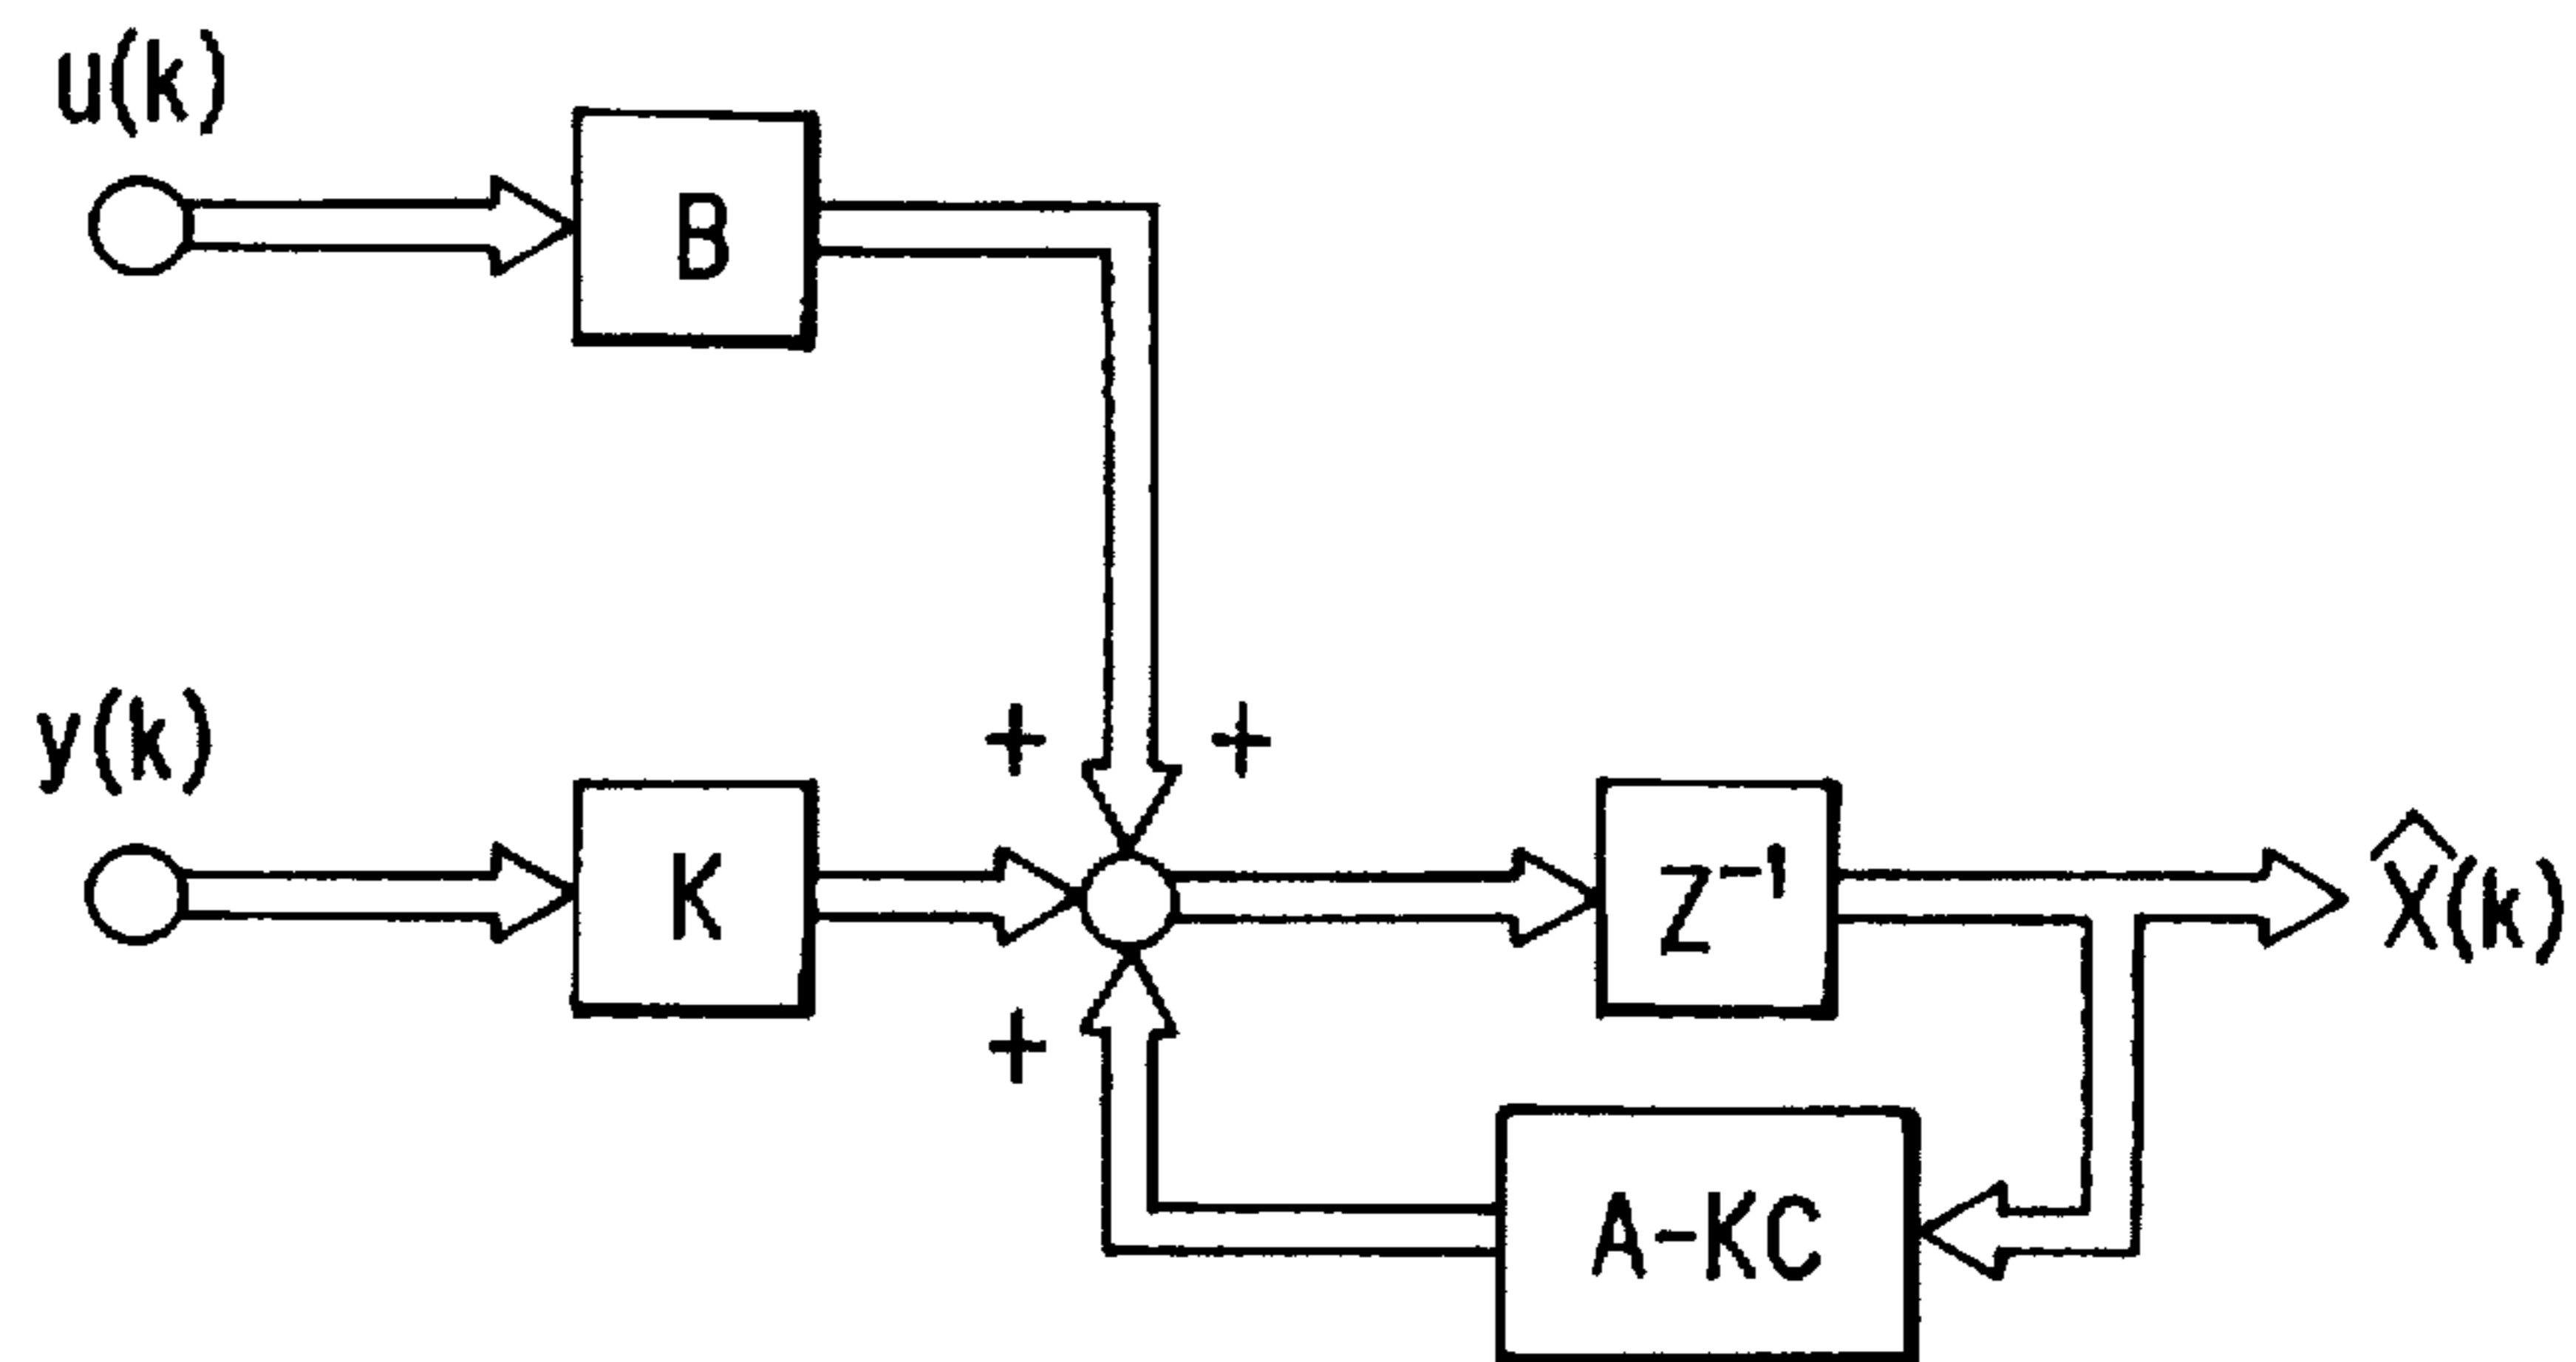 u(k)
B
y(k)
+ +
K
Z⁻¹
X̂(k)
+
A-KC